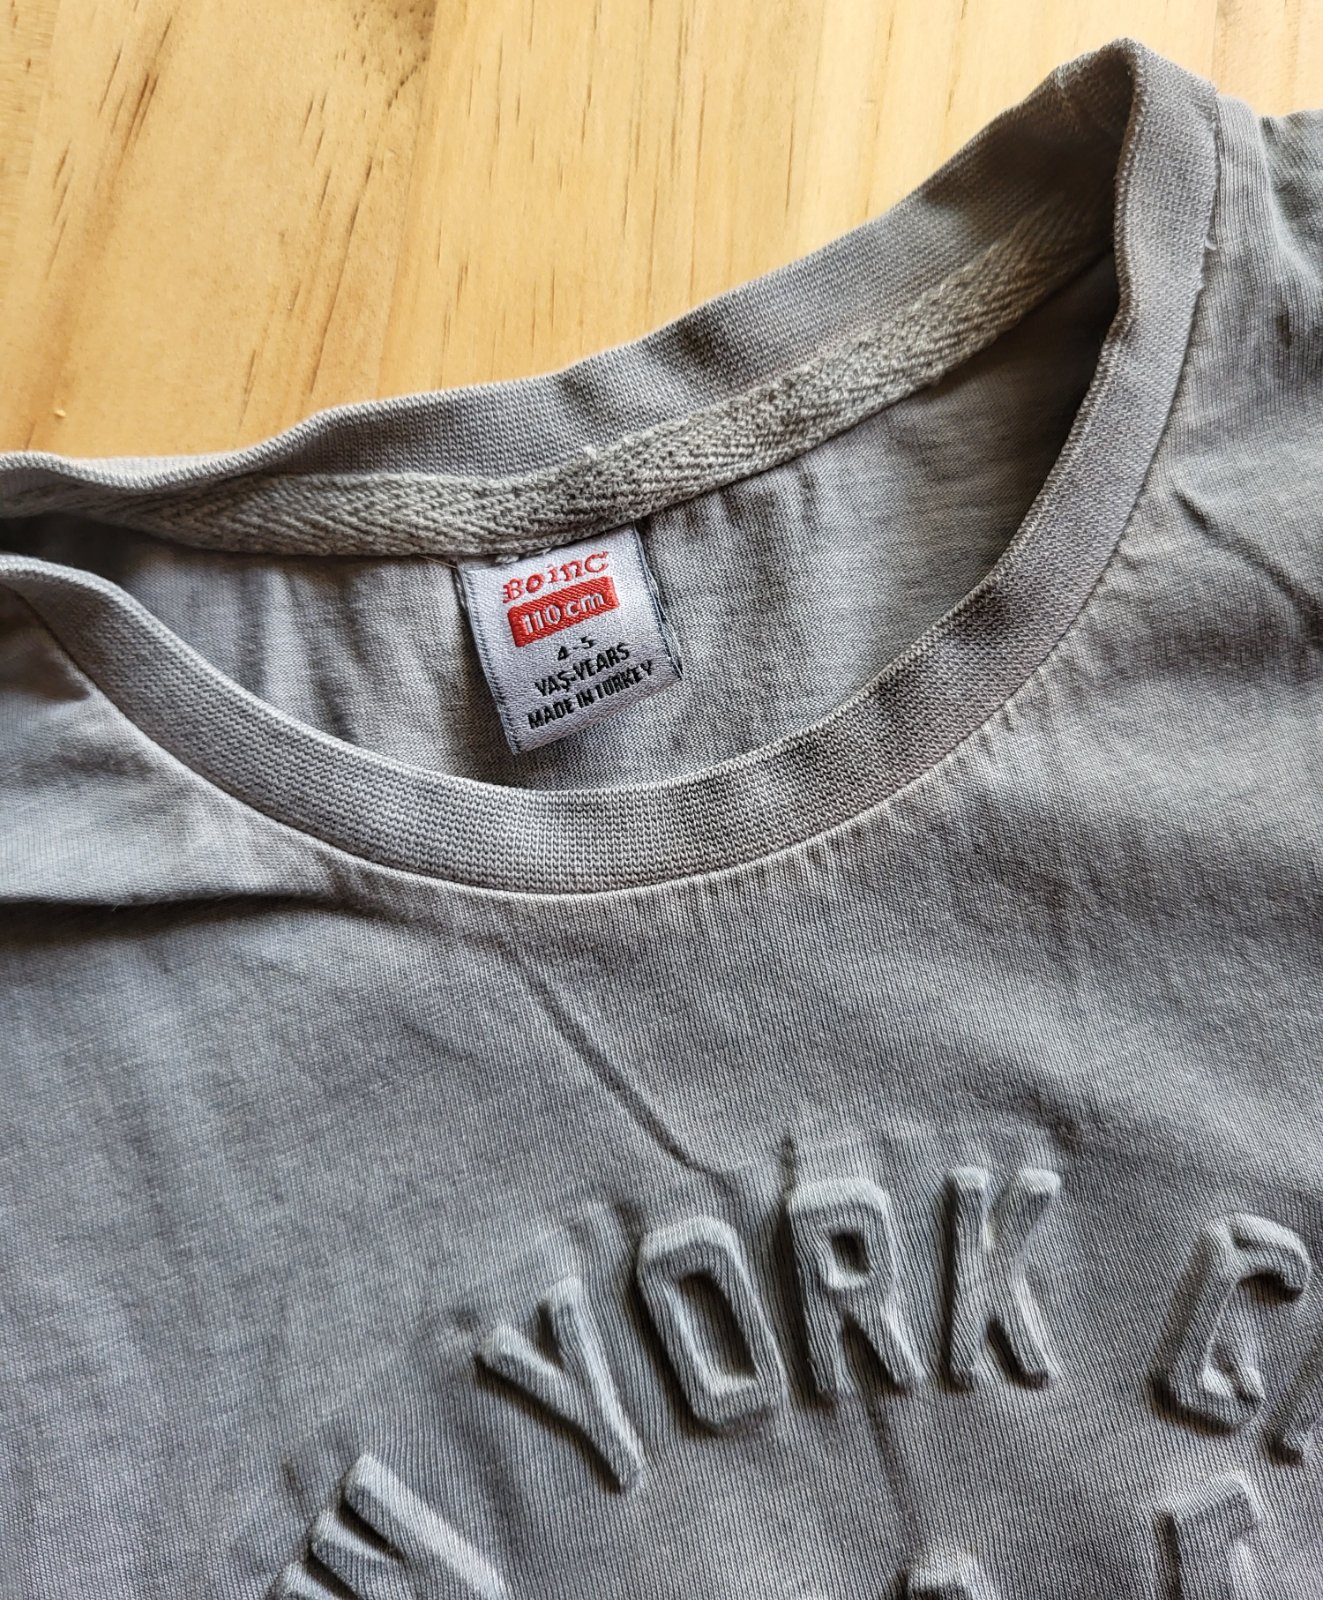 BoinC
110 cm
4-5
YAŞ-YEARS
MADE IN TURKEY
YORK